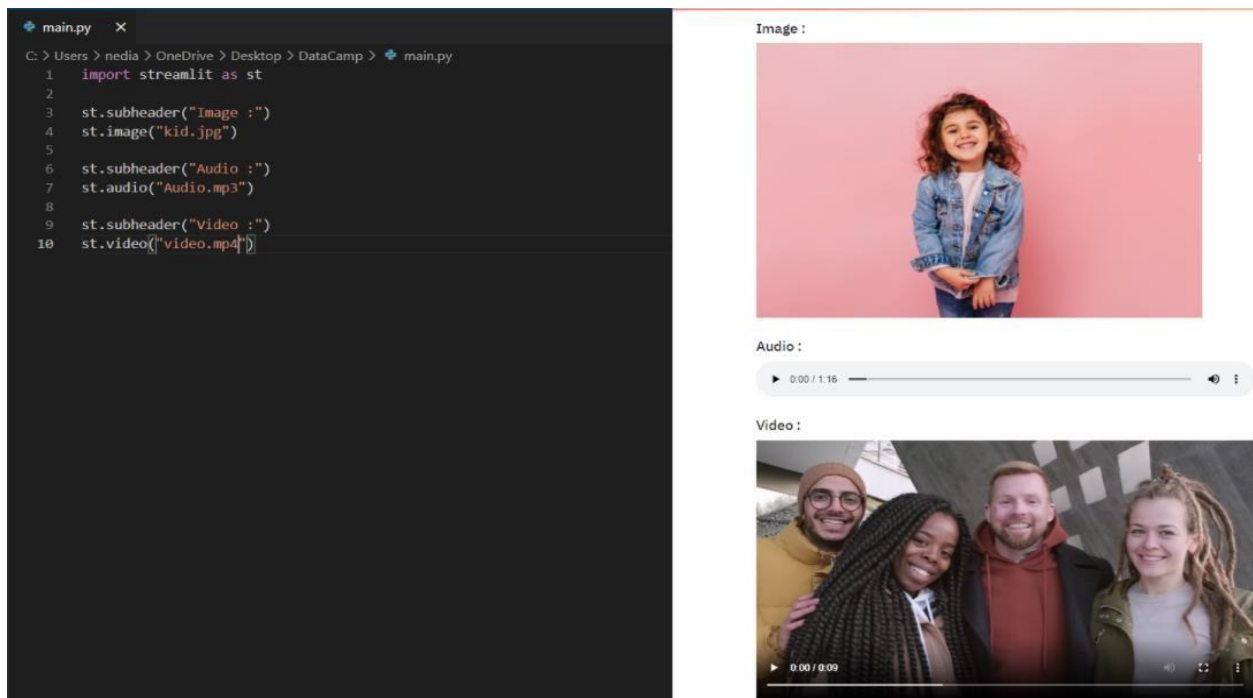 main.py
C: > Users > nedia > OneDrive > Desktop > DataCamp > main.py
1 import streamlit as st
2
3 st.subheader("Image :")
4 st.image("kid.jpg")
5
6 st.subheader("Audio :")
7 st.audio("Audio.mp3")
8
9 st.subheader("Video :")
10 st.video("video.mp4")
Image :
Audio :
0:00 / 1:16
Video :
0:00 / 0:09